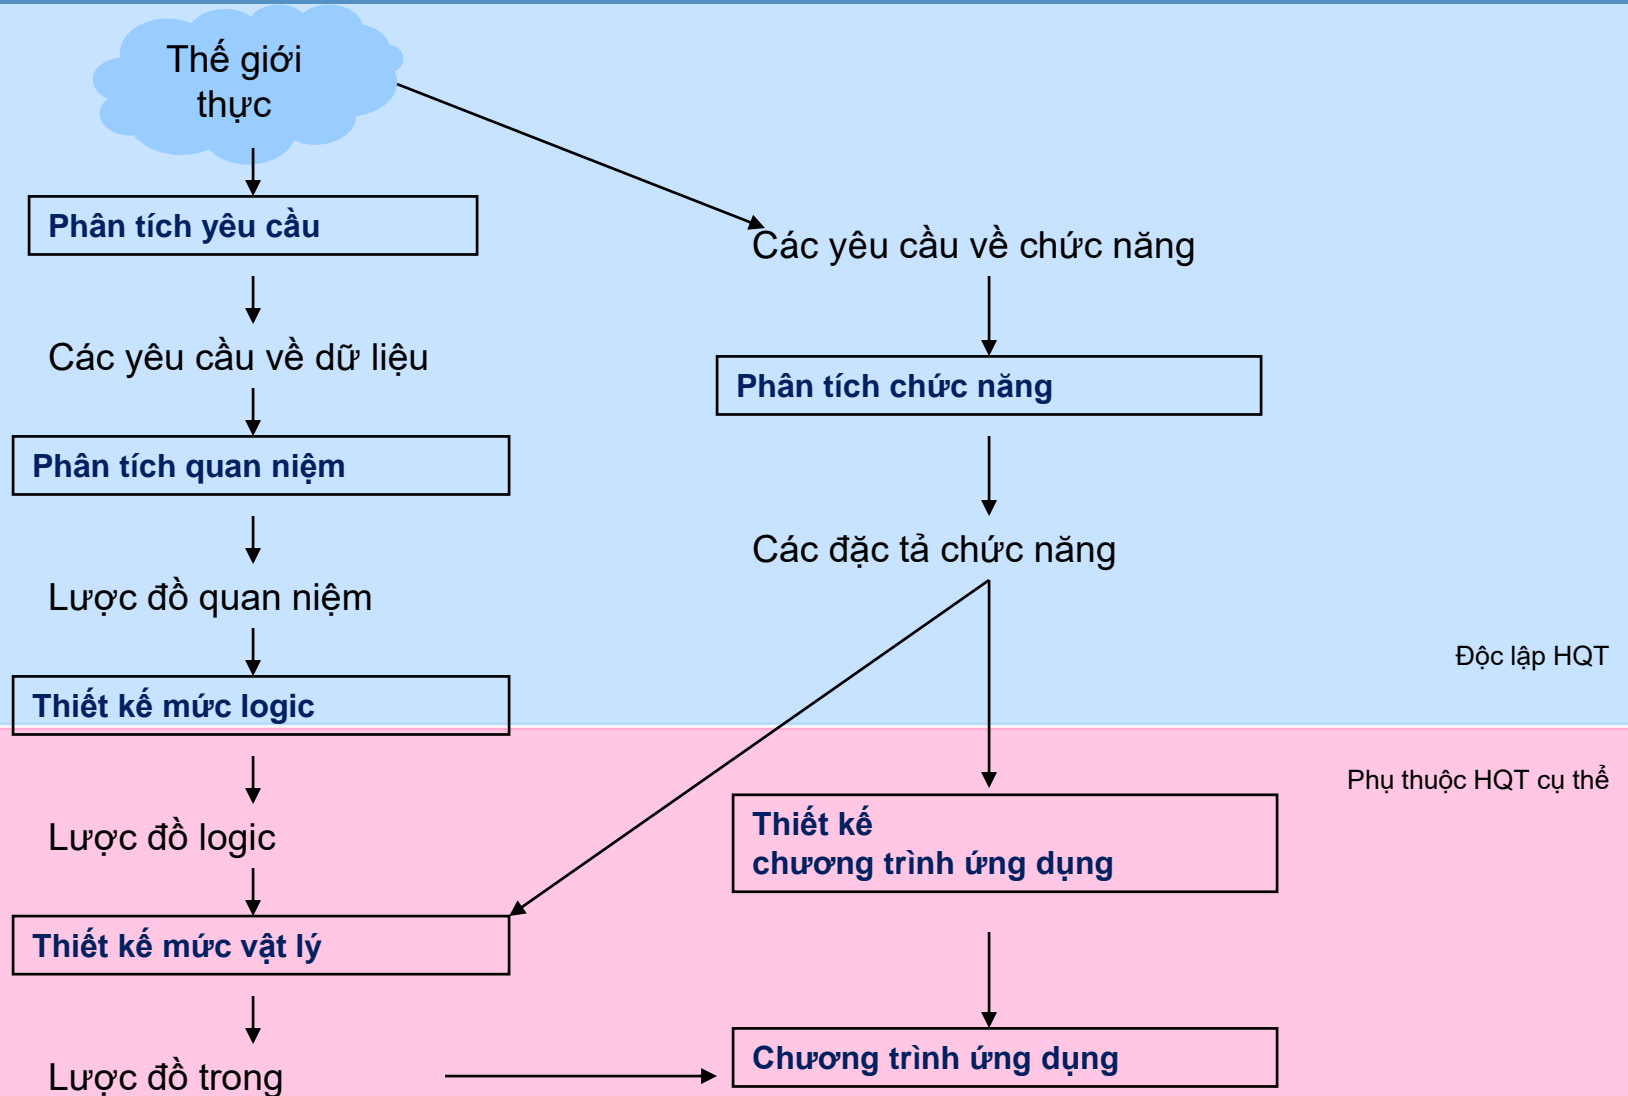 Thế giới
thực
Phân tích yêu cầu
Các yêu cầu về chức năng
Các yêu cầu về dữ liệu
Phân tích chức năng
Phân tích quan niệm
Các đặc tả chức năng
Lược đồ quan niệm
Độc lập HQT
Thiết kế mức logic
Phụ thuộc HQT cụ thể
Lược đồ logic
Thiết kế
chương trình ứng dụng
Thiết kế mức vật lý
Chương trình ứng dụng
Lược đồ trong